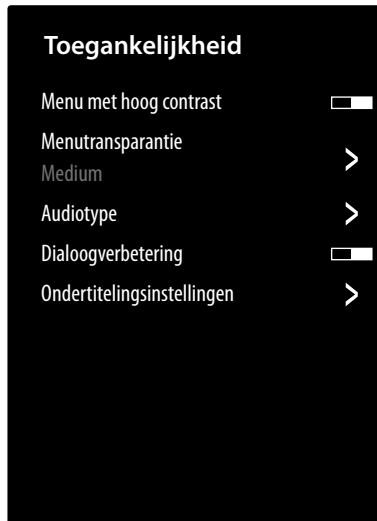 Toegankelijkheid
Menu met hoog contrast
Menutransparantie
Medium
Audiotype
Dialoogverbetering
Ondertitelingsinstellingen